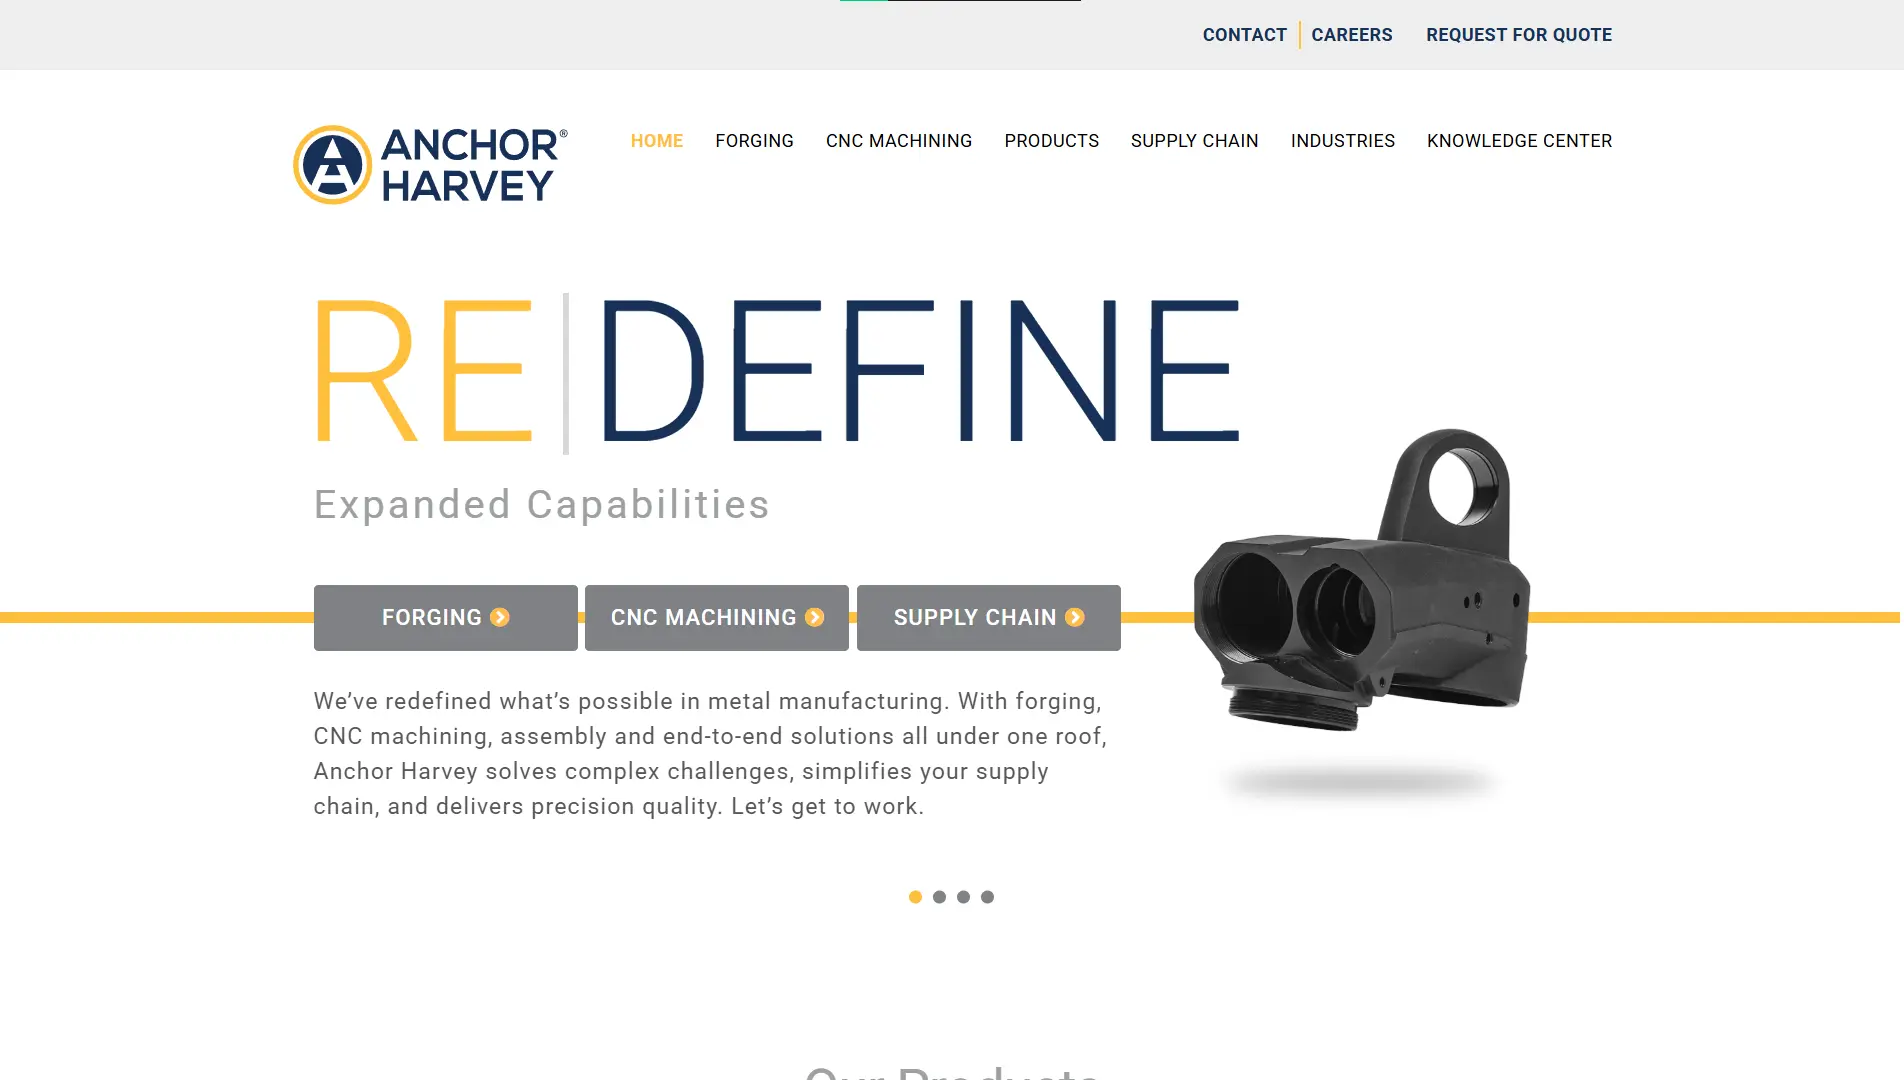 CONTACT CAREERS REQUEST FOR QUOTE
ANCHOR®
HARVEY
HOME FORGING CNC MACHINING PRODUCTS SUPPLY CHAIN INDUSTRIES KNOWLEDGE CENTER
RE|DEFINE
Expanded Capabilities
FORGING CNC MACHINING SUPPLY CHAIN
We’ve redefined what’s possible in metal manufacturing. With forging,
CNC machining, assembly and end-to-end solutions all under one roof,
Anchor Harvey solves complex challenges, simplifies your supply
chain, and delivers precision quality. Let’s get to work.
Our Products